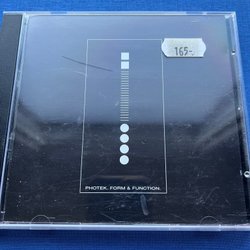 165:-
PHOTEK. FORM & FUNCTION.